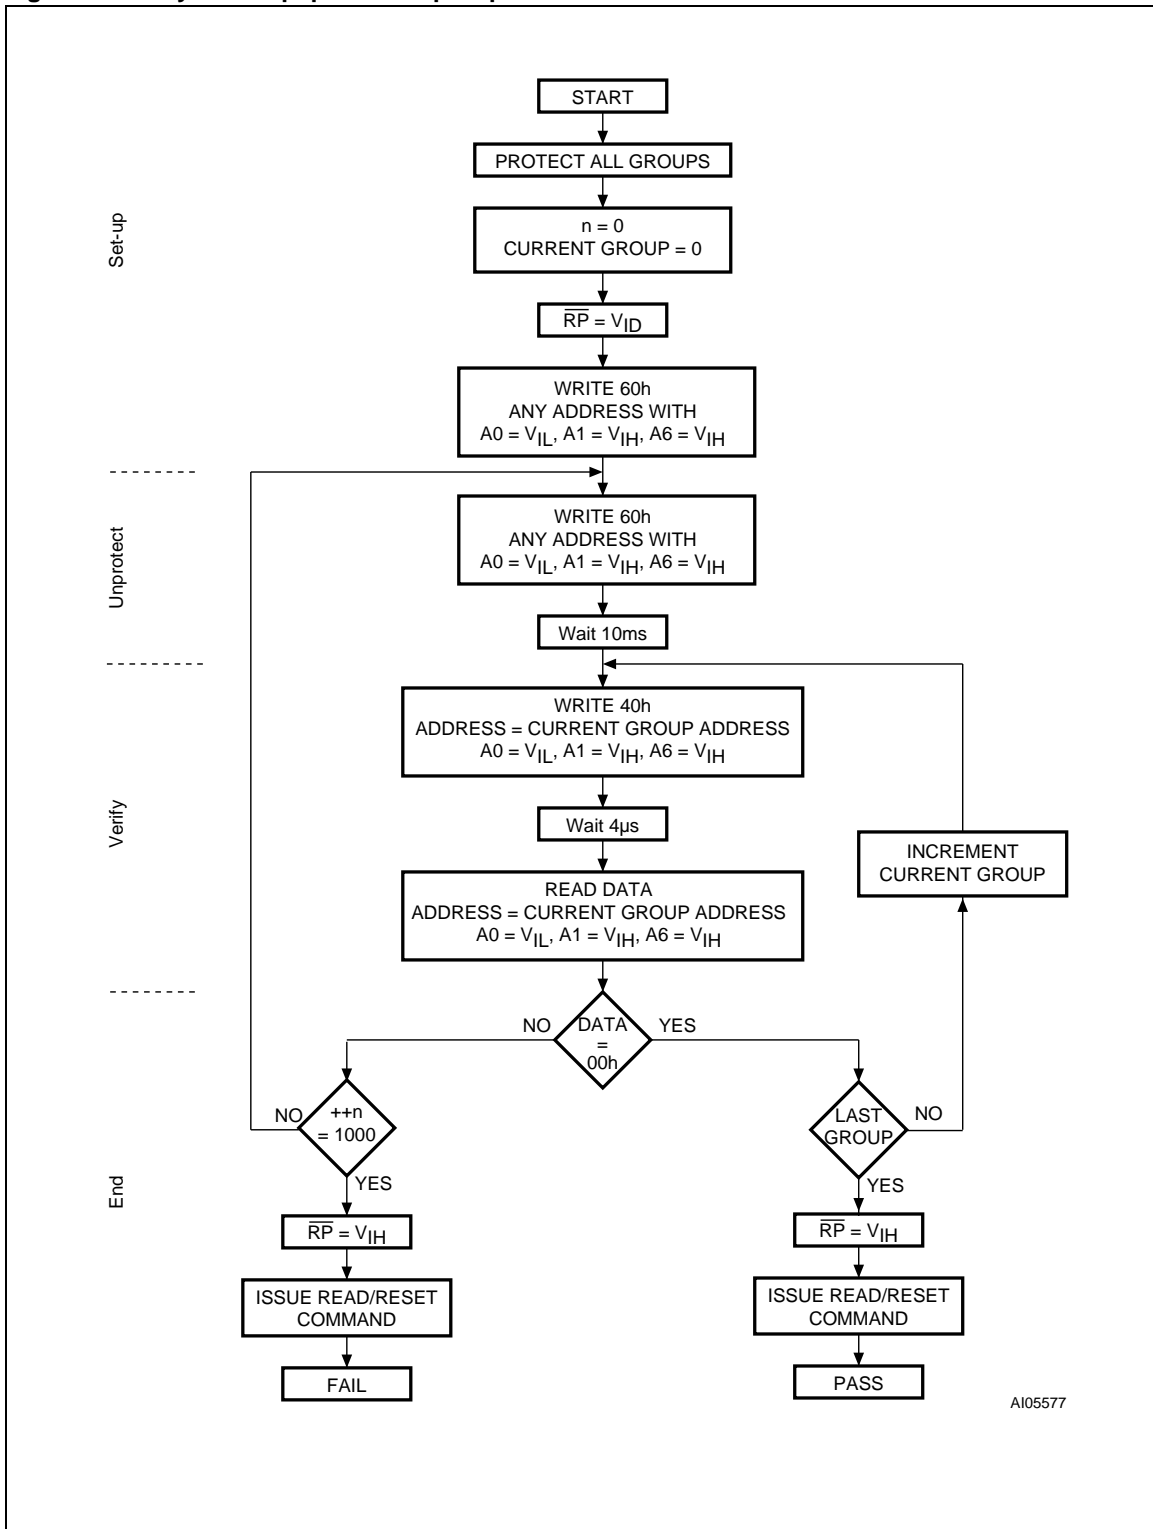 START
PROTECT ALL GROUPS
n = 0
CURRENT GROUP = 0
Set-up
R̅P̅ = VID
WRITE 60h
ANY ADDRESS WITH
A0 = VIL, A1 = VIH, A6 = VIH
Unprotect
WRITE 60h
ANY ADDRESS WITH
A0 = VIL, A1 = VIH, A6 = VIH
Wait 10ms
Verify
WRITE 40h
ADDRESS = CURRENT GROUP ADDRESS
A0 = VIL, A1 = VIH, A6 = VIH
Wait 4µs
INCREMENT
CURRENT GROUP
READ DATA
ADDRESS = CURRENT GROUP ADDRESS
A0 = VIL, A1 = VIH, A6 = VIH
NO
DATA
=
00h
YES
End
NO
++n
= 1000
YES
LAST
GROUP
NO
YES
R̅P̅ = VIH
R̅P̅ = VIH
ISSUE READ/RESET
COMMAND
ISSUE READ/RESET
COMMAND
FAIL
PASS
AI05577